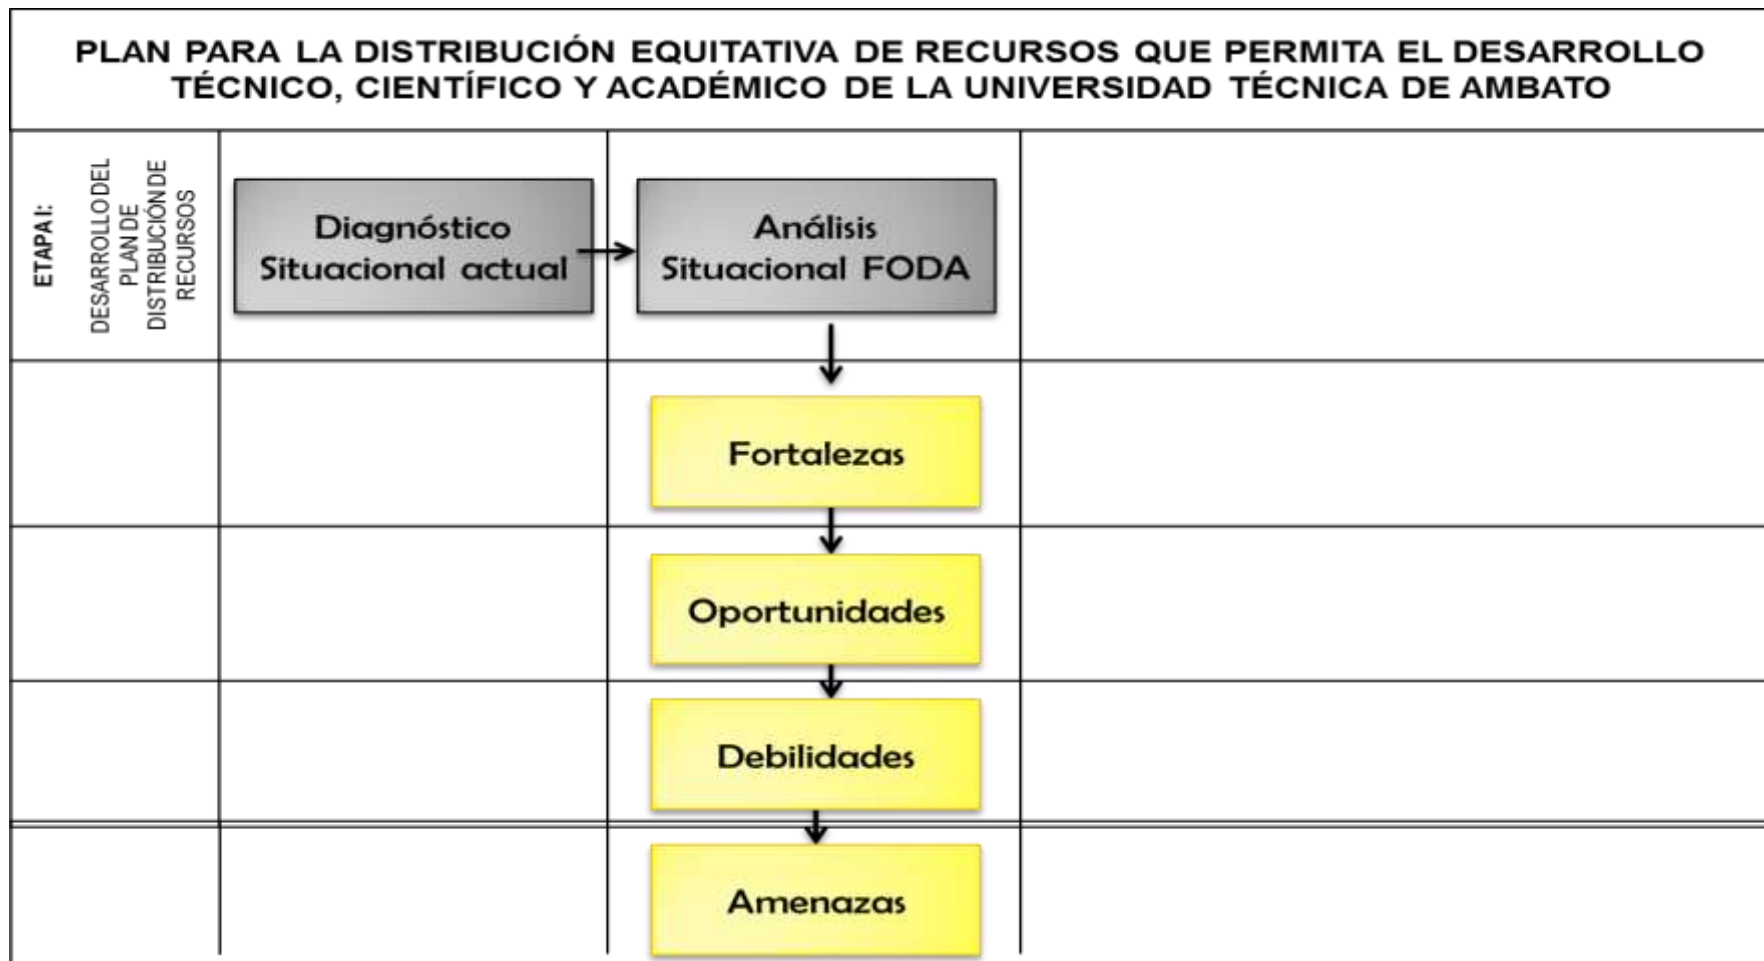 PLAN PARA LA DISTRIBUCIÓN EQUITATIVA DE RECURSOS QUE PERMITA EL DESARROLLO
TÉCNICO, CIENTÍFICO Y ACADÉMICO DE LA UNIVERSIDAD TÉCNICA DE AMBATO
ETAPA I:
DESARROLLO DEL
PLAN DE
DISTRIBUCIÓN DE
RECURSOS
Diagnóstico
Situacional actual
Análisis
Situacional FODA
Fortalezas
Oportunidades
Debilidades
Amenazas